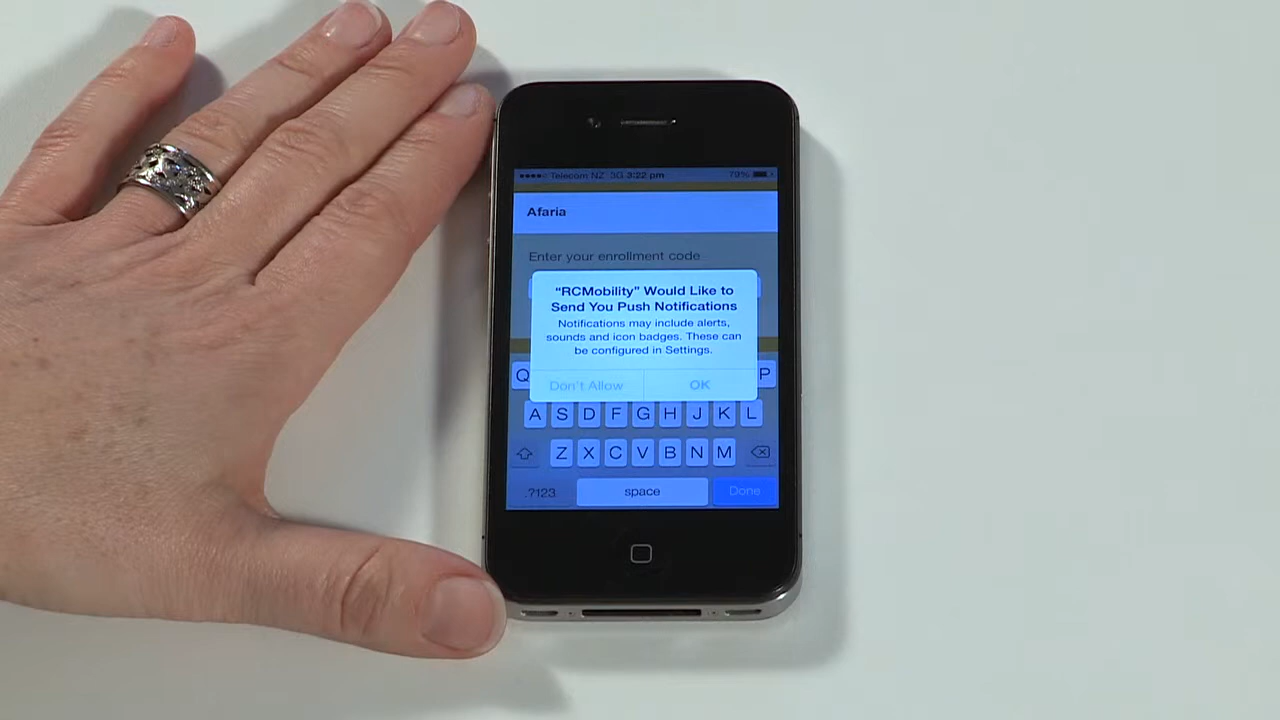 Telecom NZ 3G 3:22 pm 79%
Afaria
Enter your enrollment code
“RCMobility” Would Like to
Send You Push Notifications
Notifications may include alerts,
sounds and icon badges. These can
be configured in Settings.
Don't Allow OK
Q P
A S D F G H J K L
Z X C V B N M
.?123 space Done